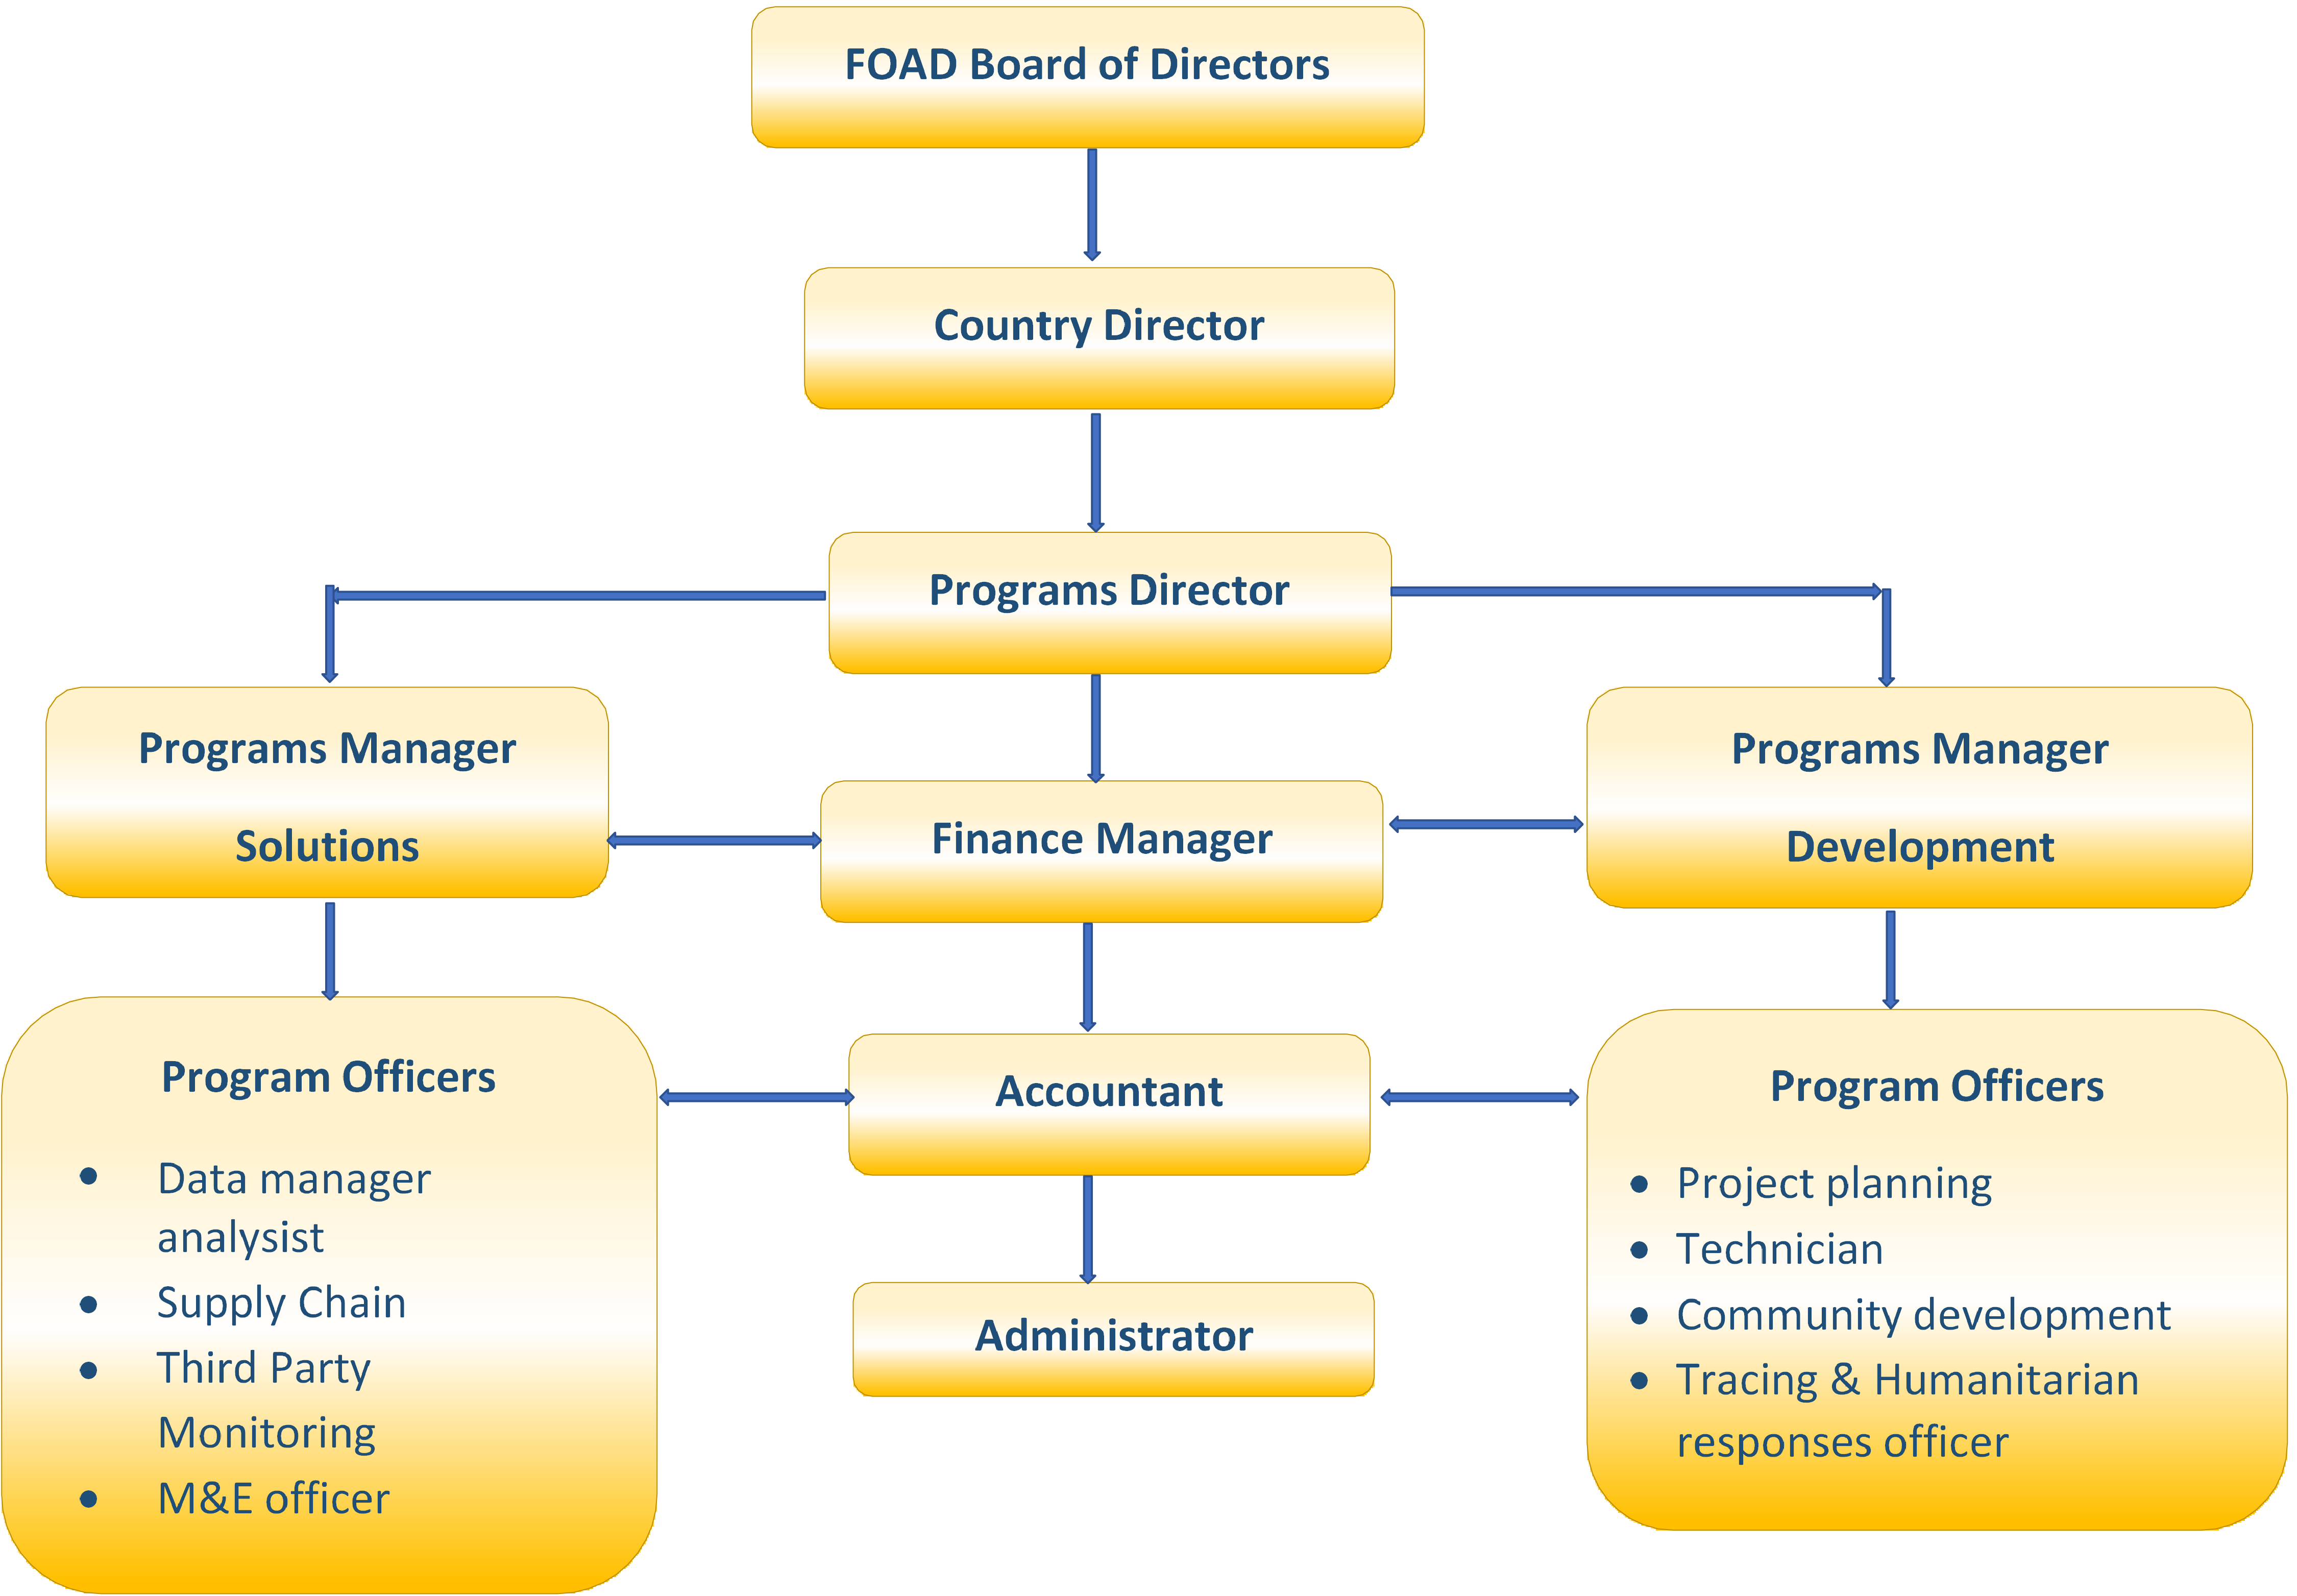 FOAD Board of Directors
Country Director
Programs Director
Programs Manager
Solutions
Finance Manager
Programs Manager
Development
Program Officers
Data manager
analysist
Supply Chain
Third Party
Monitoring
M&E officer
Accountant
Administrator
Program Officers
Project planning
Technician
Community development
Tracing & Humanitarian
responses officer